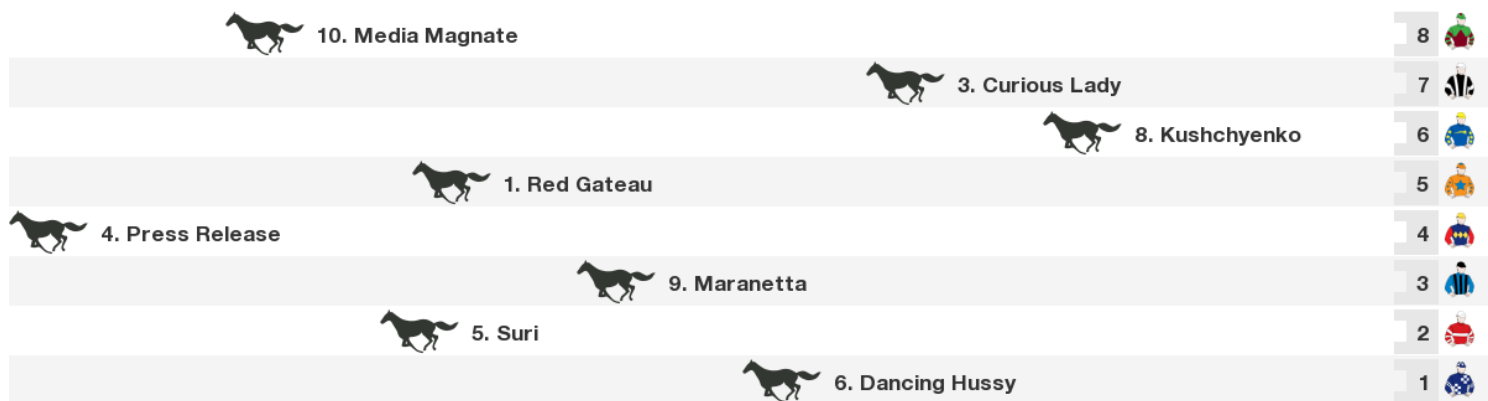 10. Media Magnate 8
3. Curious Lady 7
8. Kushchyenko 6
1. Red Gateau 5
4. Press Release 4
9. Maranetta 3
5. Suri 2
6. Dancing Hussy 1